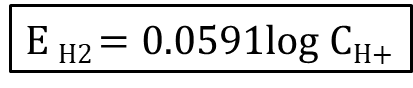 E H2 = 0.0591log CH+